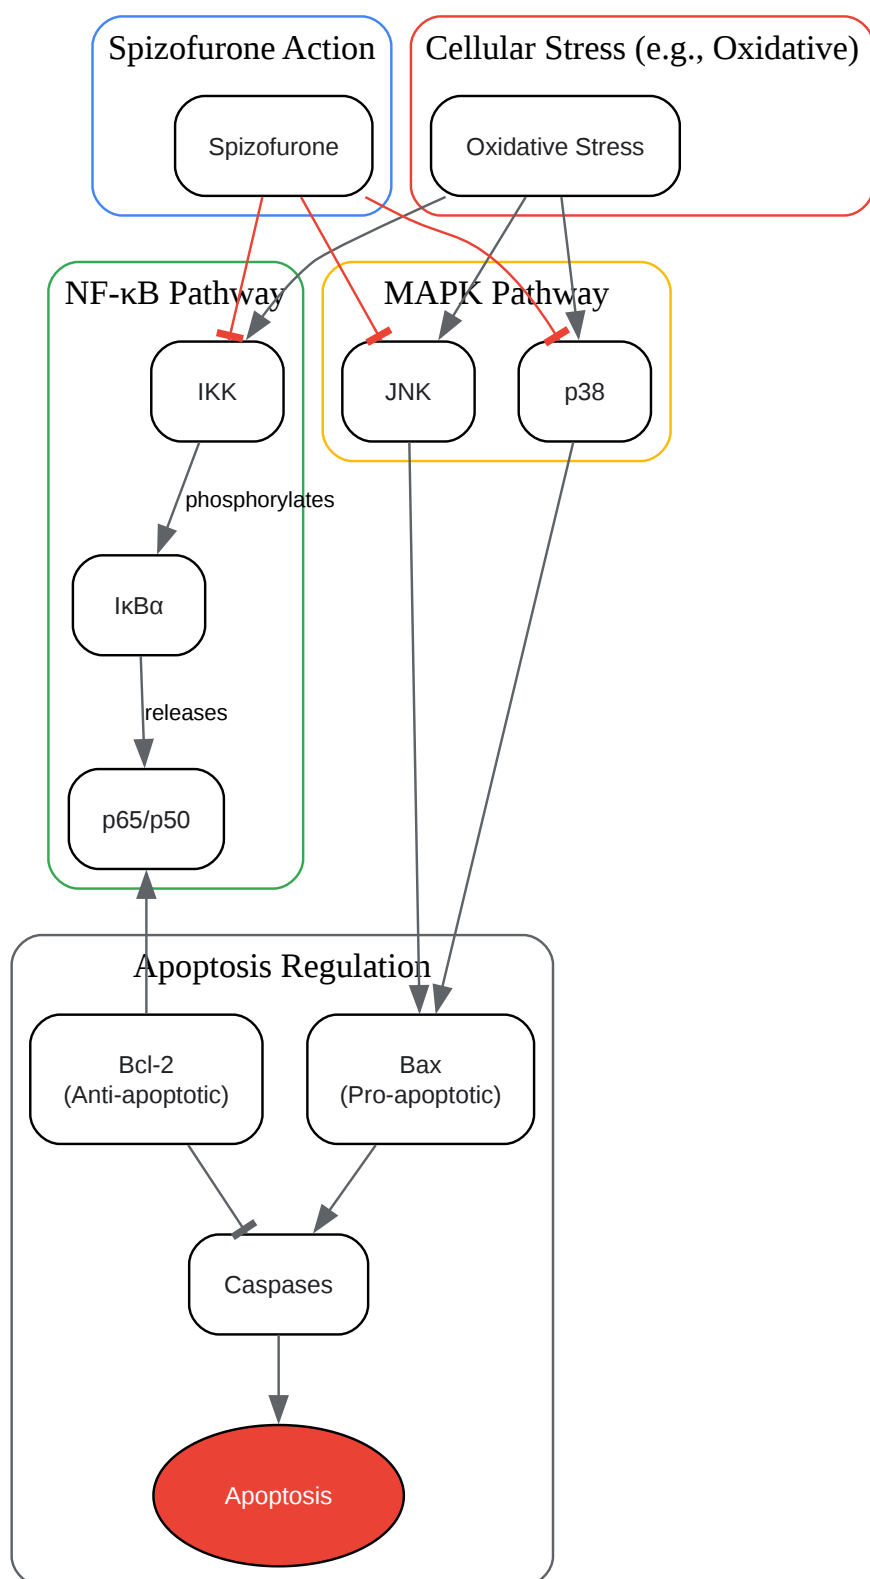 Spizofurone Action
Cellular Stress (e.g., Oxidative)
Spizofurone
Oxidative Stress
NF-κB Pathway
MAPK Pathway
IKK
JNK
p38
phosphorylates
IκBα
releases
p65/p50
Apoptosis Regulation
Bcl-2
(Anti-apoptotic)
Bax
(Pro-apoptotic)
Caspases
Apoptosis